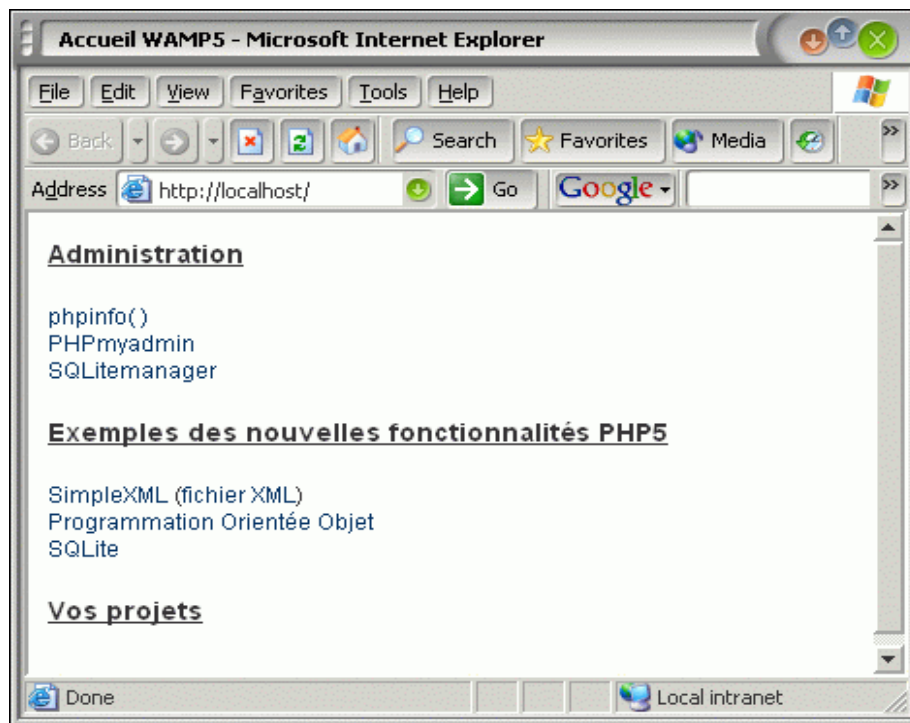 Accueil WAMP5 - Microsoft Internet Explorer
File Edit View Favorites Tools Help
Back Search Favorites Media »
Address http://localhost/ Go Google »
Administration
phpinfo()
PHPmyadmin
SQLitemanager
Exemples des nouvelles fonctionnalités PHP5
SimpleXML (fichier XML)
Programmation Orientée Objet
SQLite
Vos projets
Done Local intranet